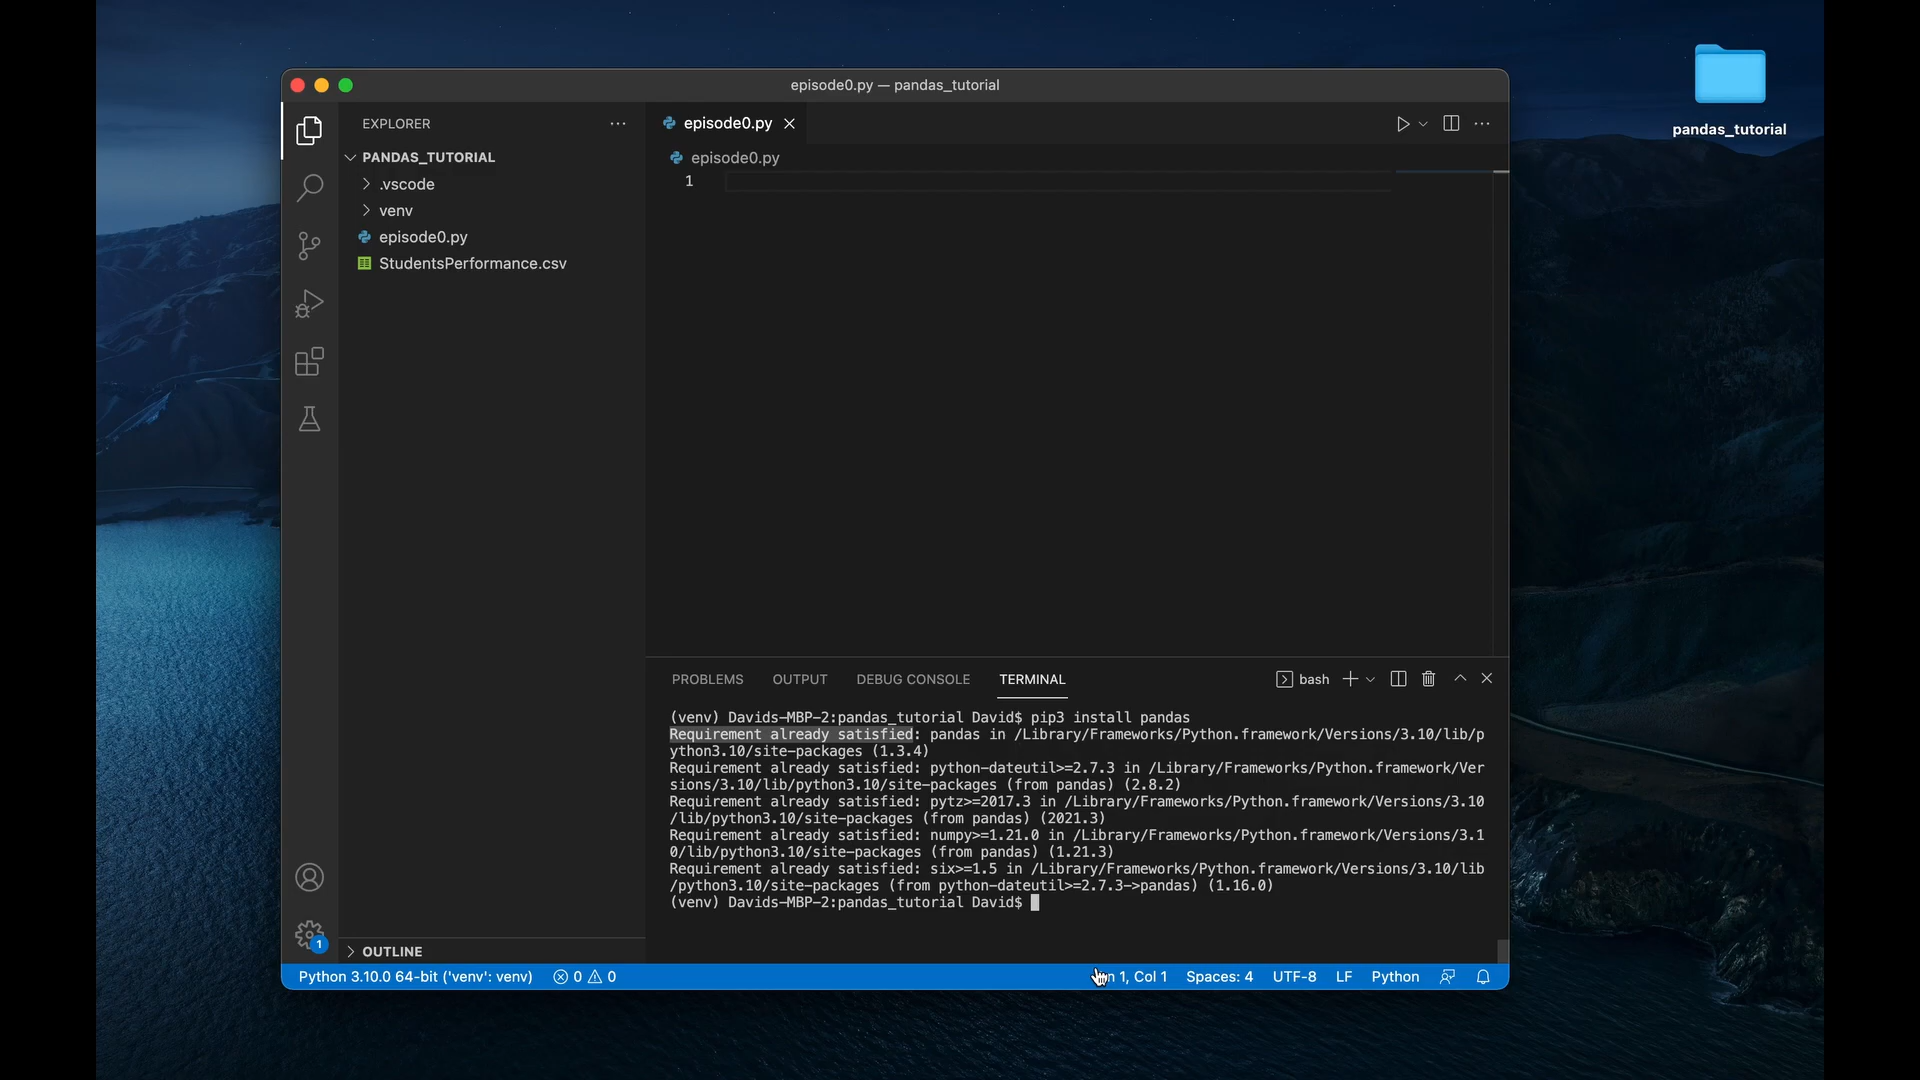 episode0.py — pandas_tutorial
pandas_tutorial
EXPLORER
episode0.py
PANDAS_TUTORIAL
.vscode
venv
episode0.py
StudentsPerformance.csv
episode0.py
1
PROBLEMS OUTPUT DEBUG CONSOLE TERMINAL bash
(venv) Davids-MBP-2:pandas_tutorial David$ pip3 install pandas
Requirement already satisfied: pandas in /Library/Frameworks/Python.framework/Versions/3.10/lib/p
ython3.10/site-packages (1.3.4)
Requirement already satisfied: python-dateutil>=2.7.3 in /Library/Frameworks/Python.framework/Ver
sions/3.10/lib/python3.10/site-packages (from pandas) (2.8.2)
Requirement already satisfied: pytz>=2017.3 in /Library/Frameworks/Python.framework/Versions/3.10
/lib/python3.10/site-packages (from pandas) (2021.3)
Requirement already satisfied: numpy>=1.21.0 in /Library/Frameworks/Python.framework/Versions/3.1
0/lib/python3.10/site-packages (from pandas) (1.21.3)
Requirement already satisfied: six>=1.5 in /Library/Frameworks/Python.framework/Versions/3.10/lib
/python3.10/site-packages (from python-dateutil>=2.7.3->pandas) (1.16.0)
(venv) Davids-MBP-2:pandas_tutorial David$
1
OUTLINE
Python 3.10.0 64-bit ('venv': venv) 0 0 1, Col 1 Spaces: 4 UTF-8 LF Python